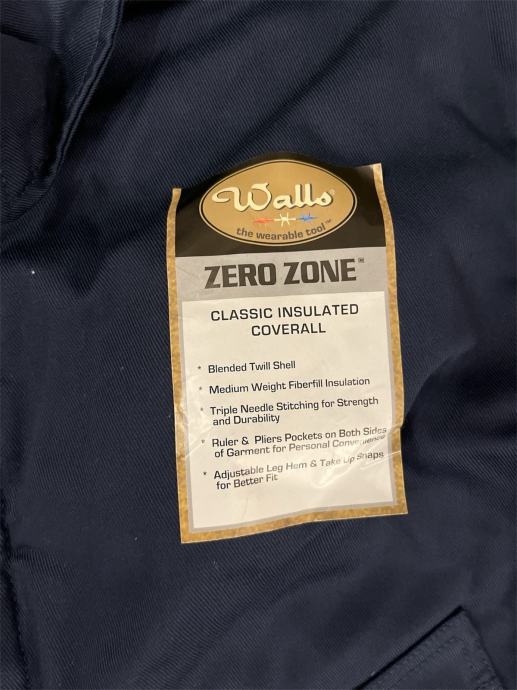 Walls®
the wearable tool™
ZERO ZONE™
CLASSIC INSULATED
COVERALL
* Blended Twill Shell
* Medium Weight Fiberfill Insulation
* Triple Needle Stitching for Strength
and Durability
* Ruler & Pliers Pockets on Both Sides
of Garment for Personal Convenience
* Adjustable Leg Hem & Take Up Snaps
for Better Fit